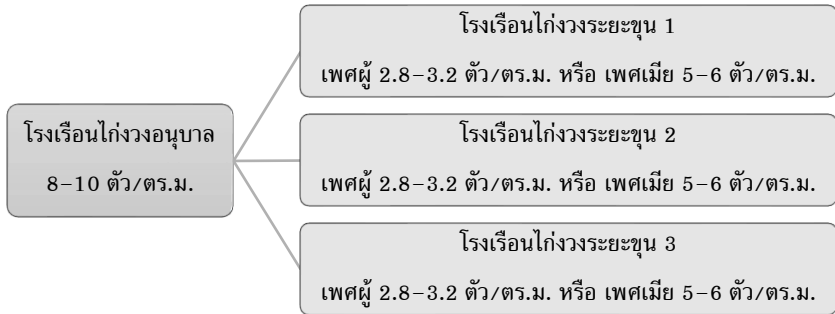 โรงเรือนไก่งวงอนุบาล
8-10 ตัว/ตร.ม.
โรงเรือนไก่งวงระยะขุน 1
เพศผู้ 2.8-3.2 ตัว/ตร.ม. หรือ เพศเมีย 5-6 ตัว/ตร.ม.
โรงเรือนไก่งวงระยะขุน 2
เพศผู้ 2.8-3.2 ตัว/ตร.ม. หรือ เพศเมีย 5-6 ตัว/ตร.ม.
โรงเรือนไก่งวงระยะขุน 3
เพศผู้ 2.8-3.2 ตัว/ตร.ม. หรือ เพศเมีย 5-6 ตัว/ตร.ม.